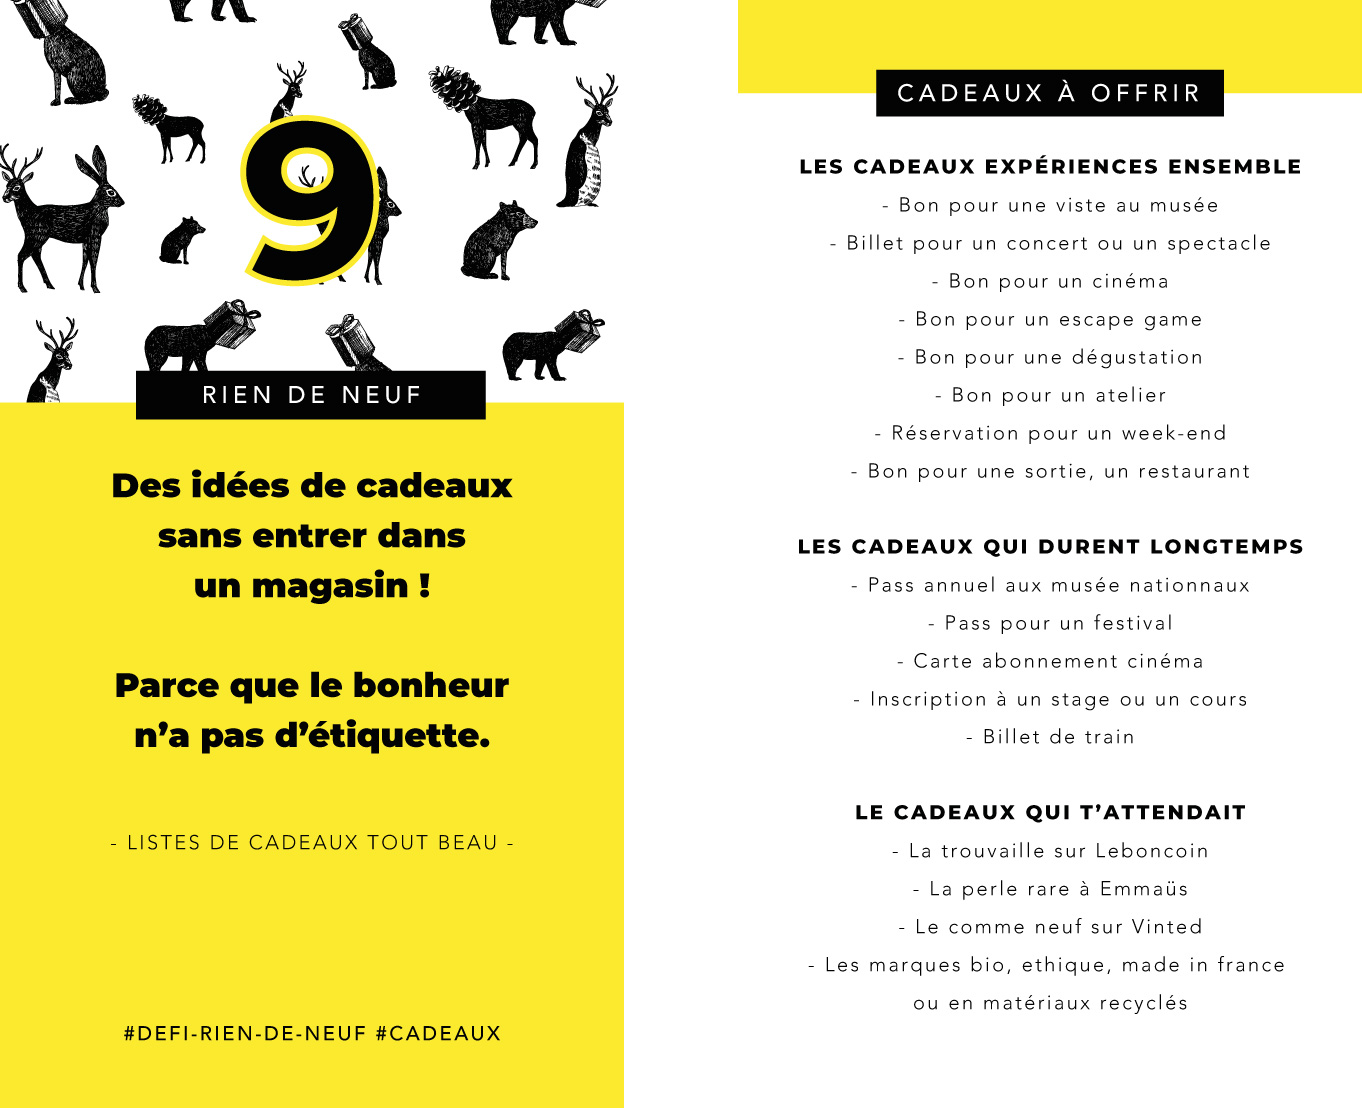 9
RIEN DE NEUF
Des idées de cadeaux
sans entrer dans
un magasin !
Parce que le bonheur
n’a pas d’étiquette.
- LISTES DE CADEAUX TOUT BEAU -
#DEFI-RIEN-DE-NEUF #CADEAUX
CADEAUX À OFFRIR
LES CADEAUX EXPÉRIENCES ENSEMBLE
- Bon pour une viste au musée
- Billet pour un concert ou un spectacle
- Bon pour un cinéma
- Bon pour un escape game
- Bon pour une dégustation
- Bon pour un atelier
- Réservation pour un week-end
- Bon pour une sortie, un restaurant
LES CADEAUX QUI DURENT LONGTEMPS
- Pass annuel aux musée nationnaux
- Pass pour un festival
- Carte abonnement cinéma
- Inscription à un stage ou un cours
- Billet de train
LE CADEAUX QUI T’ATTENDAIT
- La trouvaille sur Leboncoin
- La perle rare à Emmaüs
- Le comme neuf sur Vinted
- Les marques bio, ethique, made in france
ou en matériaux recyclés